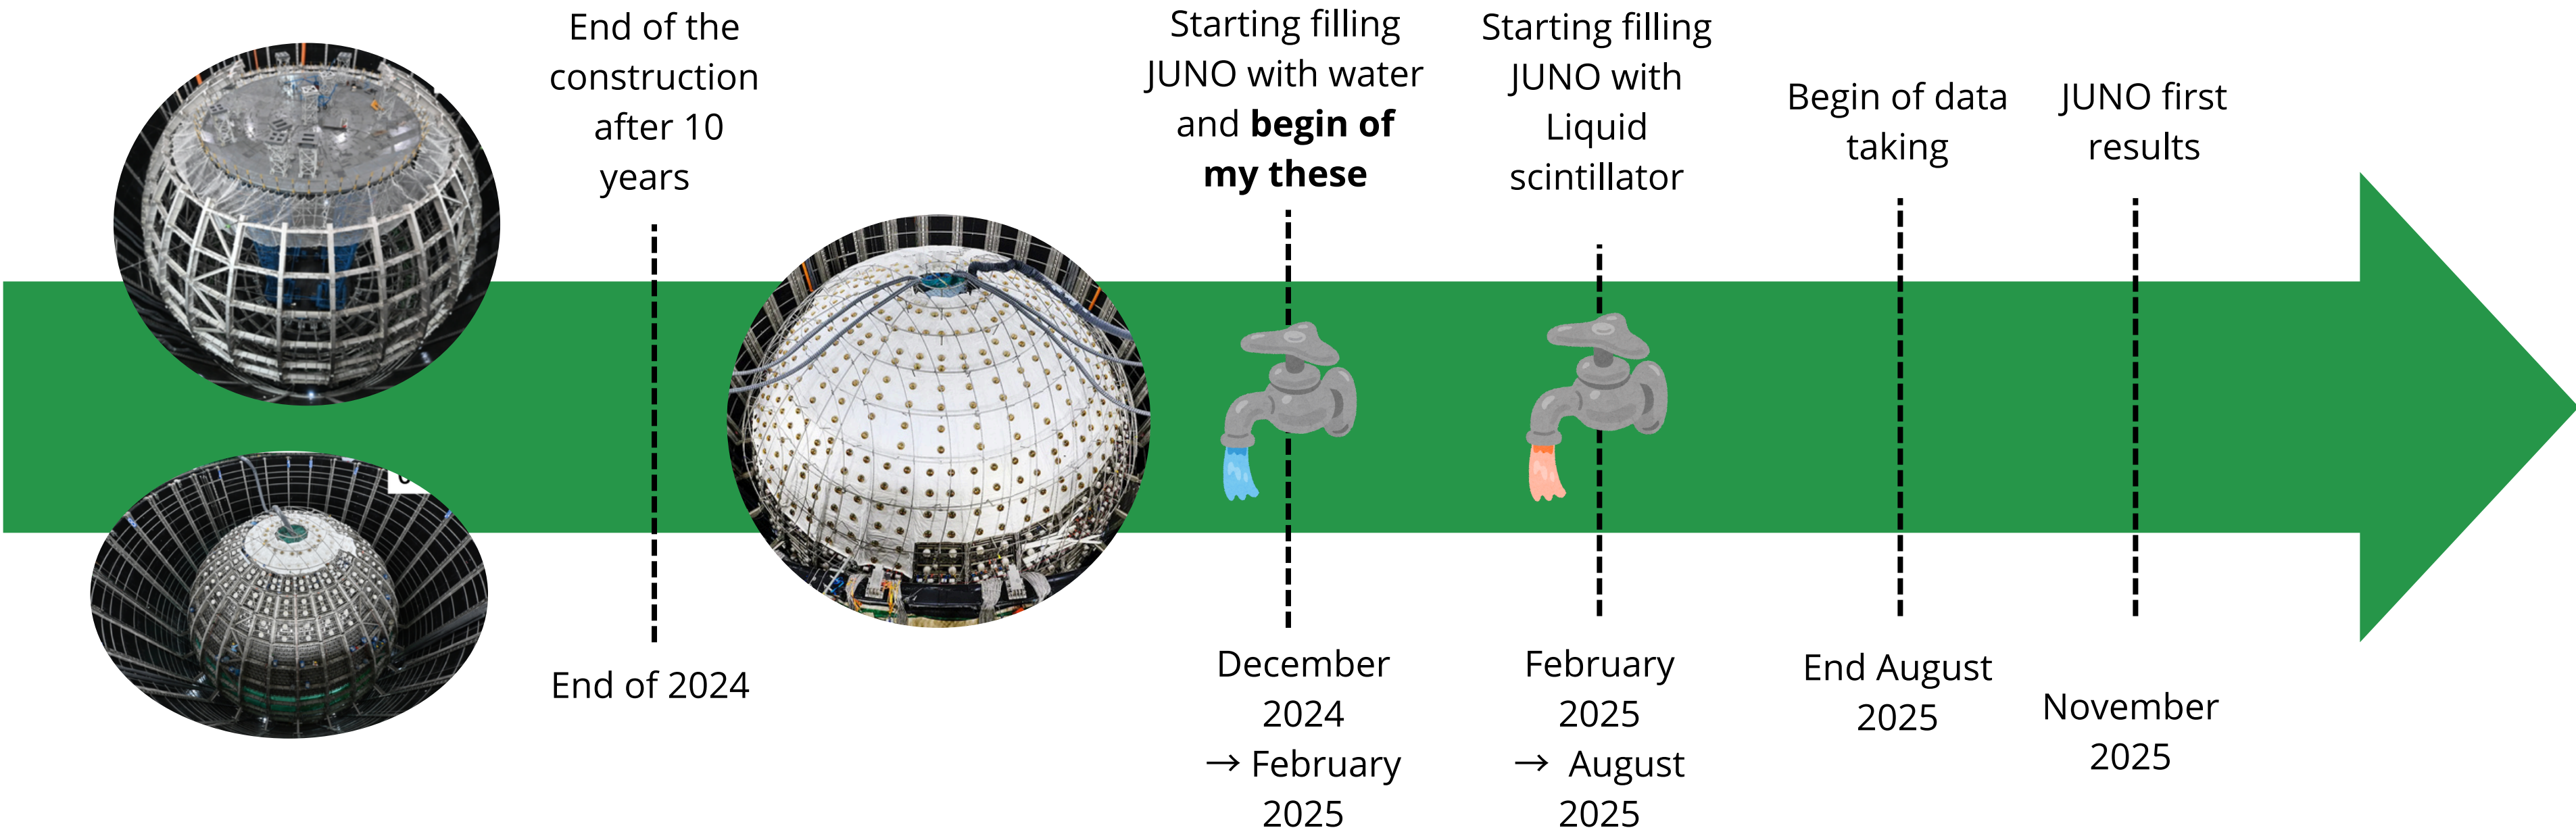 End of the
construction
after 10
years
Starting filling
JUNO with water
and begin of
my these
Starting filling
JUNO with
Liquid
scintillator
Begin of data
taking
JUNO first
results
End of 2024
December
2024
→ February
2025
February
2025
→ August
2025
End August
2025
November
2025